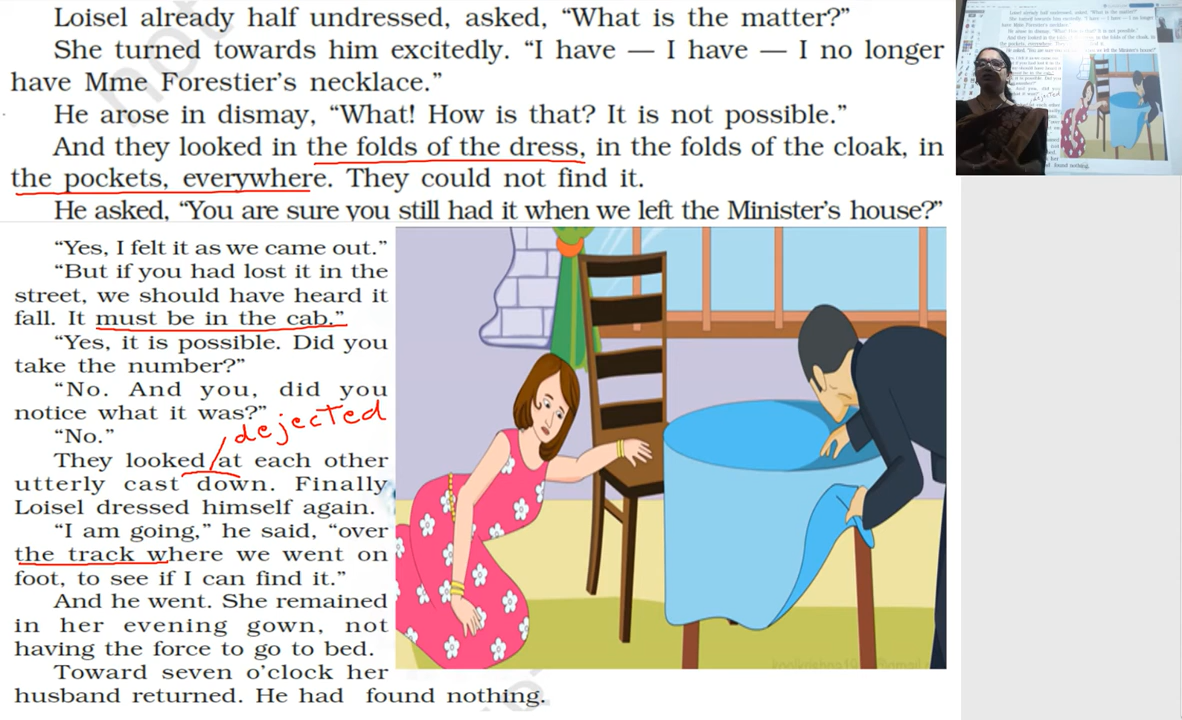 Loisel already half undressed, asked, “What is the matter?”
She turned towards him excitedly. “I have — I have — I no longer
have Mme Forestier’s necklace.”
He arose in dismay, “What! How is that? It is not possible.”
And they looked in the folds of the dress, in the folds of the cloak, in
the pockets, everywhere. They could not find it.
He asked, “You are sure you still had it when we left the Minister’s house?”
“Yes, I felt it as we came out.”
“But if you had lost it in the
street, we should have heard it
fall. It must be in the cab.”
“Yes, it is possible. Did you
take the number?”
“No. And you, did you
notice what it was?”
dejected
“No.”
They looked at each other
utterly cast down. Finally
Loisel dressed himself again.
“I am going,” he said, “over
the track where we went on
foot, to see if I can find it.”
And he went. She remained
in her evening gown, not
having the force to go to bed.
Toward seven o’clock her
husband returned. He had found nothing.